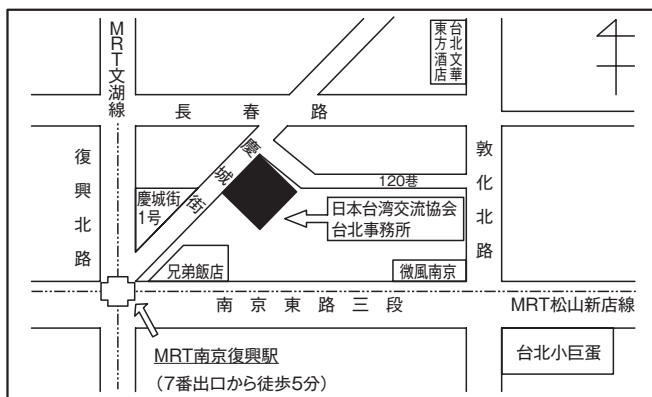 MRT文湖線
台北文華
東方酒店
長春路
復興北路
慶城街
慶城街
1号
120巷
敦化北路
日本台湾交流協会
台北事務所
兄弟飯店
微風南京
南京東路三段
MRT松山新店線
MRT南京復興駅
(7番出口から徒歩5分)
台北小巨蛋